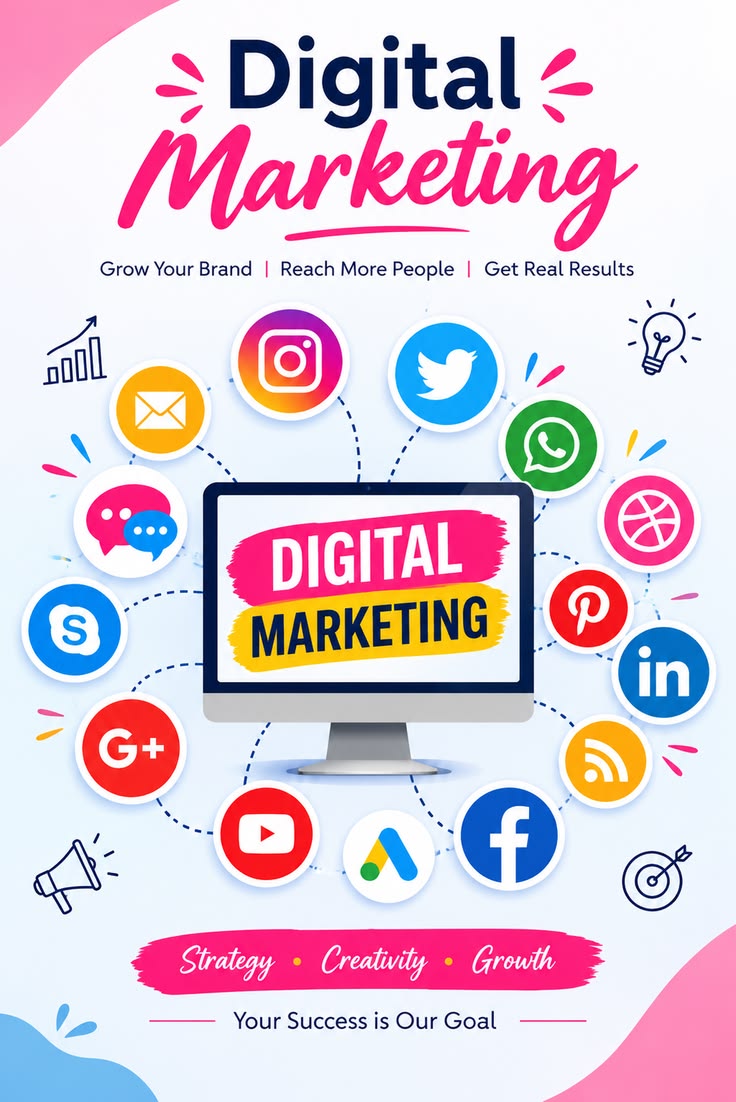 Digital
Marketing
Grow Your Brand | Reach More People | Get Real Results
DIGITAL
MARKETING
S
in
G+
f
Strategy • Creativity • Growth
Your Success is Our Goal